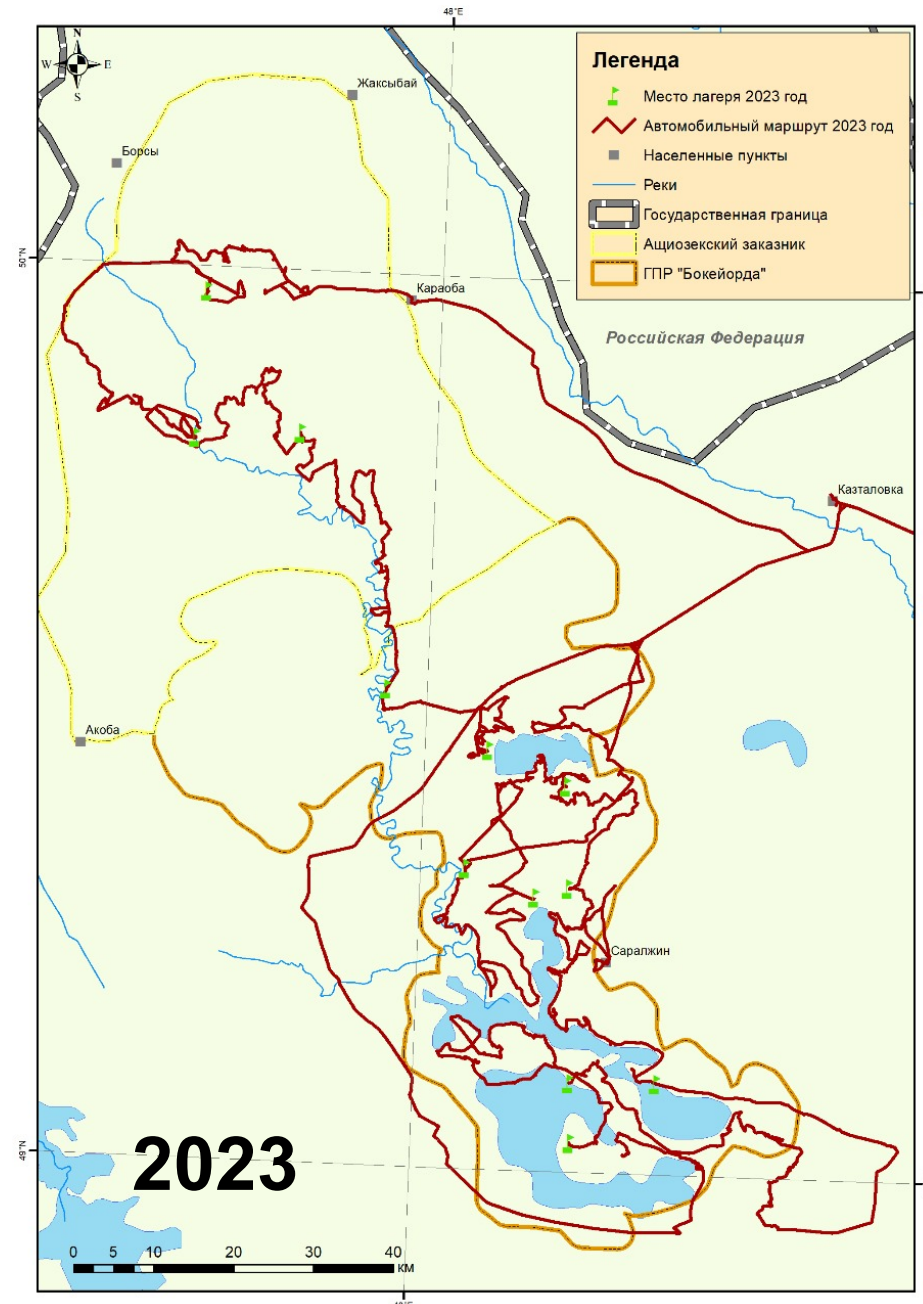 48°E
N
W E
S
Легенда
Место лагеря 2023 год
Автомобильный маршрут 2023 год
Населенные пункты
Реки
Государственная граница
Ащиозекский заказник
ГПР "Бокейорда"
Жаксыбай
Борсы
50°N
Караоба
Российская Федерация
Казталовка
Акоба
Саралжин
49°N
2023
0 5 10 20 30 40
КМ